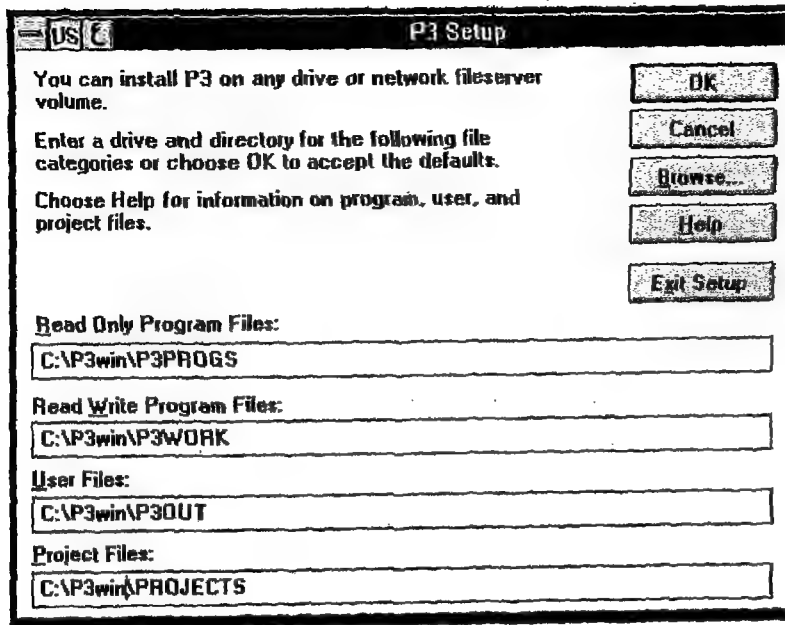 US
P3 Setup
You can install P3 on any drive or network fileserver
volume.
Enter a drive and directory for the following file
categories or choose OK to accept the defaults.
Choose Help for information on program, user, and
project files.
OK
Cancel
Browse...
Help
Exit Setup
Read Only Program Files:
C:\P3win\P3PROGS
Read Write Program Files:
C:\P3win\P3WORK
User Files:
C:\P3win\P3OUT
Project Files:
C:\P3win\PROJECTS